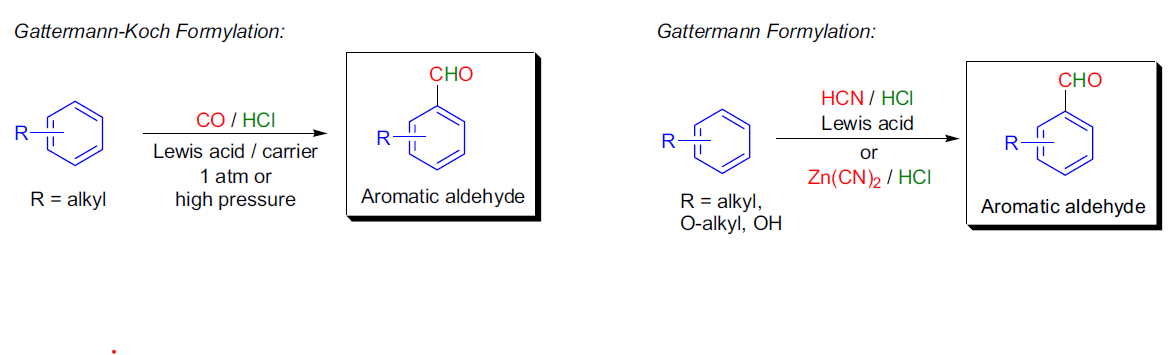 Gattermann-Koch Formylation:
R
R = alkyl
CO / HCl
Lewis acid / carrier
1 atm or
high pressure
CHO
R
Aromatic aldehyde
Gattermann Formylation:
R
R = alkyl,
O-alkyl, OH
HCN / HCl
Lewis acid
or
Zn(CN)2 / HCl
CHO
R
Aromatic aldehyde